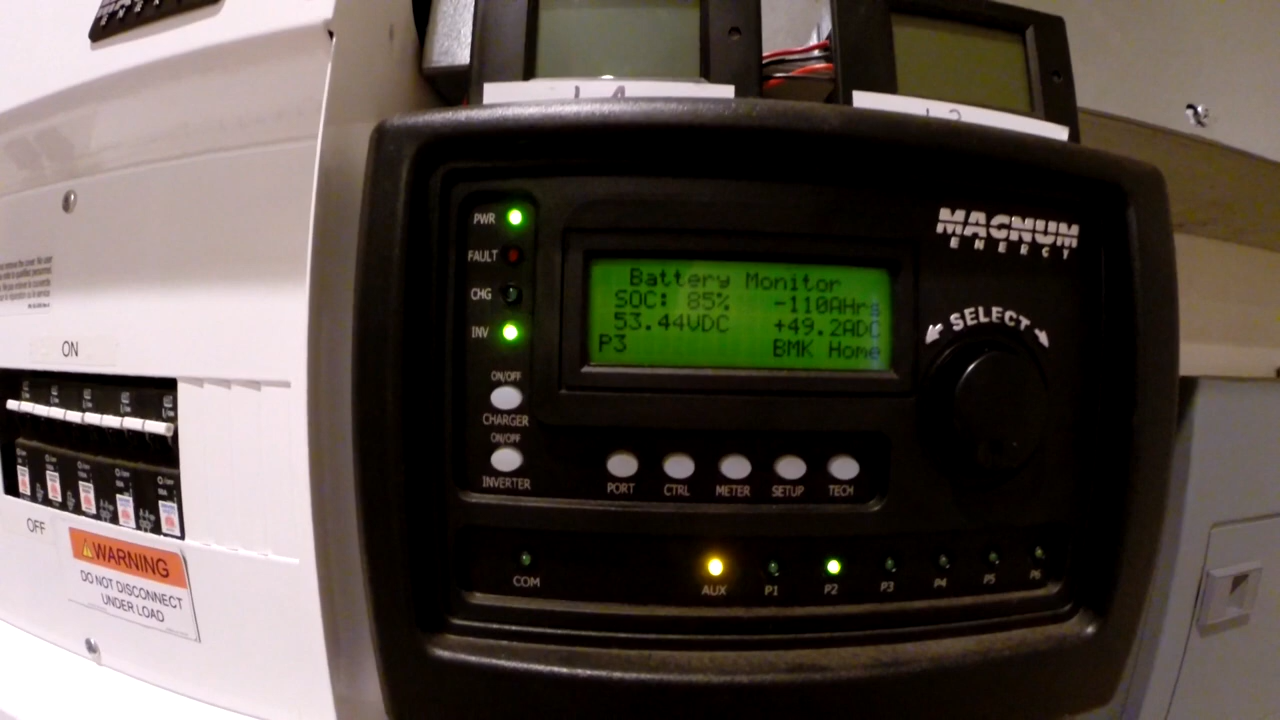 L4
MAGNUM
ENERGY
PWR
FAULT
CHG
INV
Battery Monitor
SOC: 85% -110AHrs
53.44VDC +49.2ADC
P3 BMK Home
SELECT
ON/OFF
CHARGER
ON/OFF
INVERTER
PORT CTRL METER SETUP TECH
COM AUX P1 P2 P3 P4 P5 P6
ON
OFF
WARNING
DO NOT DISCONNECT
UNDER LOAD